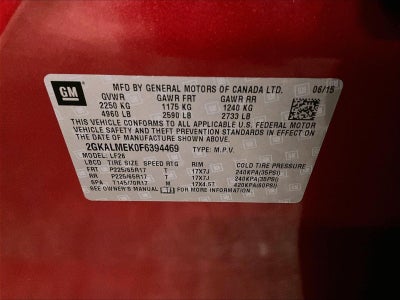 GM
MFD BY GENERAL MOTORS OF CANADA LTD. 06/15
GVWR GAWR FRT GAWR RR
2250 KG 1175 KG 1240 KG
4960 LB 2590 LB 2733 LB
THIS VEHICLE CONFORMS TO ALL APPLICABLE U.S. FEDERAL MOTOR
VEHICLE SAFETY STANDARDS IN EFFECT ON THE DATE OF
MANUFACTURE SHOWN ABOVE.
2GKALMEK0F6394469 TYPE: M.P.V.
MODEL: LF26
LBCD TIRE SIZE SPEED RTG RIM COLD TIRE PRESSURE
FRT P225/65R17 T 17X7J 240KPA(35PSI)
RR P225/65R17 T 17X7J 240KPA(35PSI)
SPA T145/70R17 M 17X4.5T 420KPA(60PSI)
SEE OWNER'S MANUAL FOR MORE INFORMATION.